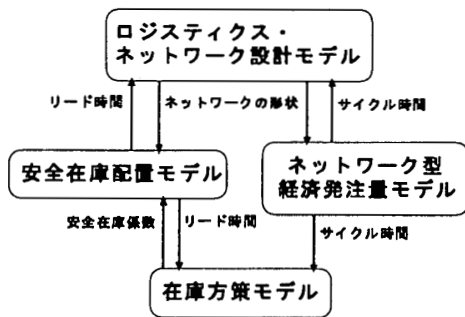 ロジスティクス・
ネットワーク設計モデル
リード時間
ネットワークの形状
サイクル時間
安全在庫配置モデル
ネットワーク型
経済発注量モデル
安全在庫係数
リード時間
サイクル時間
在庫方策モデル